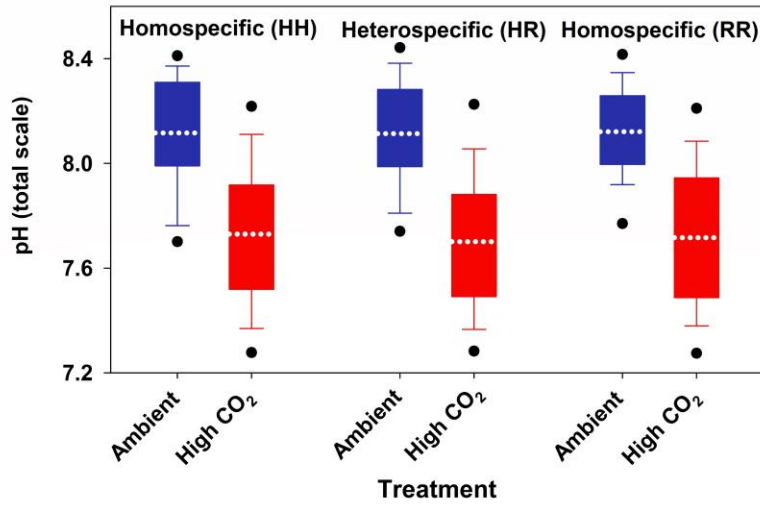 Homospecific (HH) Heterospecific (HR) Homospecific (RR)
8.4
8.0
7.6
7.2
pH (total scale)
Ambient
High CO₂
Ambient
High CO₂
Ambient
High CO₂
Treatment